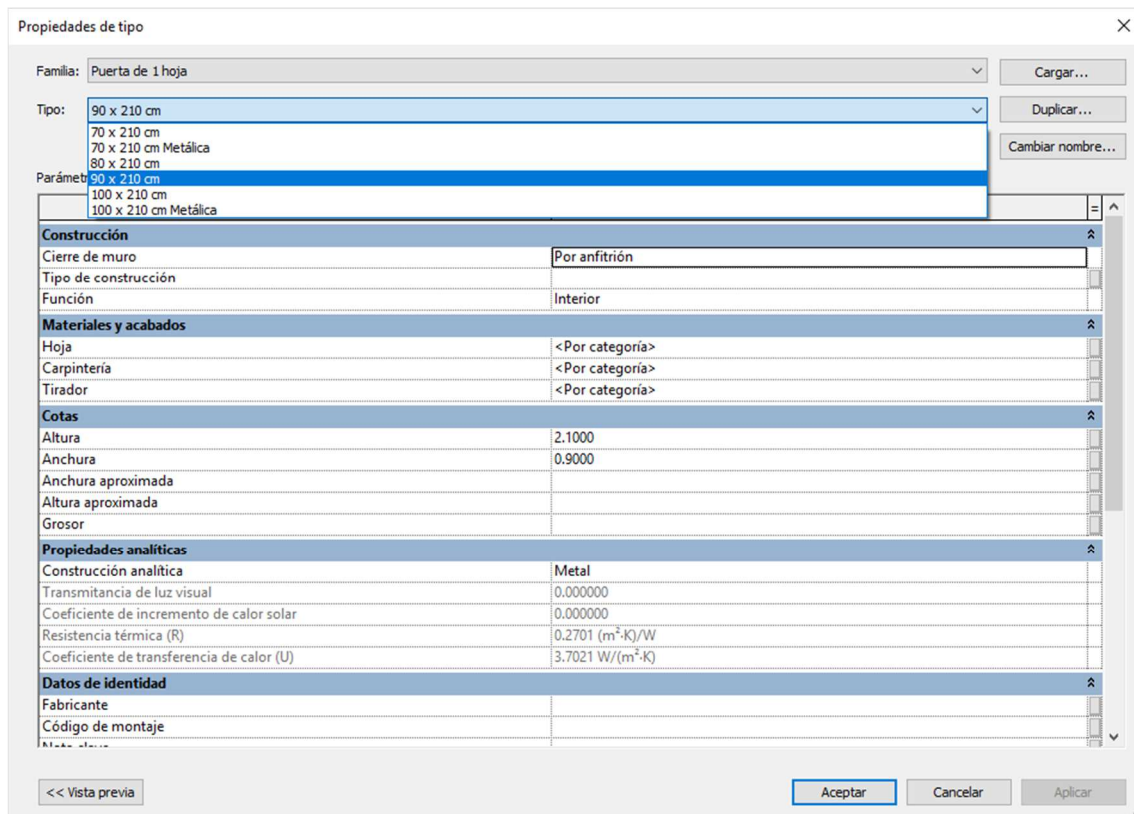 Propiedades de tipo
Familia: Puerta de 1 hoja Cargar...
Tipo: 90 x 210 cm Duplicar...
70 x 210 cm
70 x 210 cm Metálica Cambiar nombre...
80 x 210 cm
Parámet 90 x 210 cm
100 x 210 cm
100 x 210 cm Metálica =
Construcción
Cierre de muro Por anfitrión
Tipo de construcción
Función Interior
Materiales y acabados
Hoja <Por categoría>
Carpintería <Por categoría>
Tirador <Por categoría>
Cotas
Altura 2.1000
Anchura 0.9000
Anchura aproximada
Altura aproximada
Grosor
Propiedades analíticas
Construcción analítica Metal
Transmitancia de luz visual 0.000000
Coeficiente de incremento de calor solar 0.000000
Resistencia térmica (R) 0.2701 (m²·K)/W
Coeficiente de transferencia de calor (U) 3.7021 W/(m²·K)
Datos de identidad
Fabricante
Código de montaje
<< Vista previa Aceptar Cancelar Aplicar